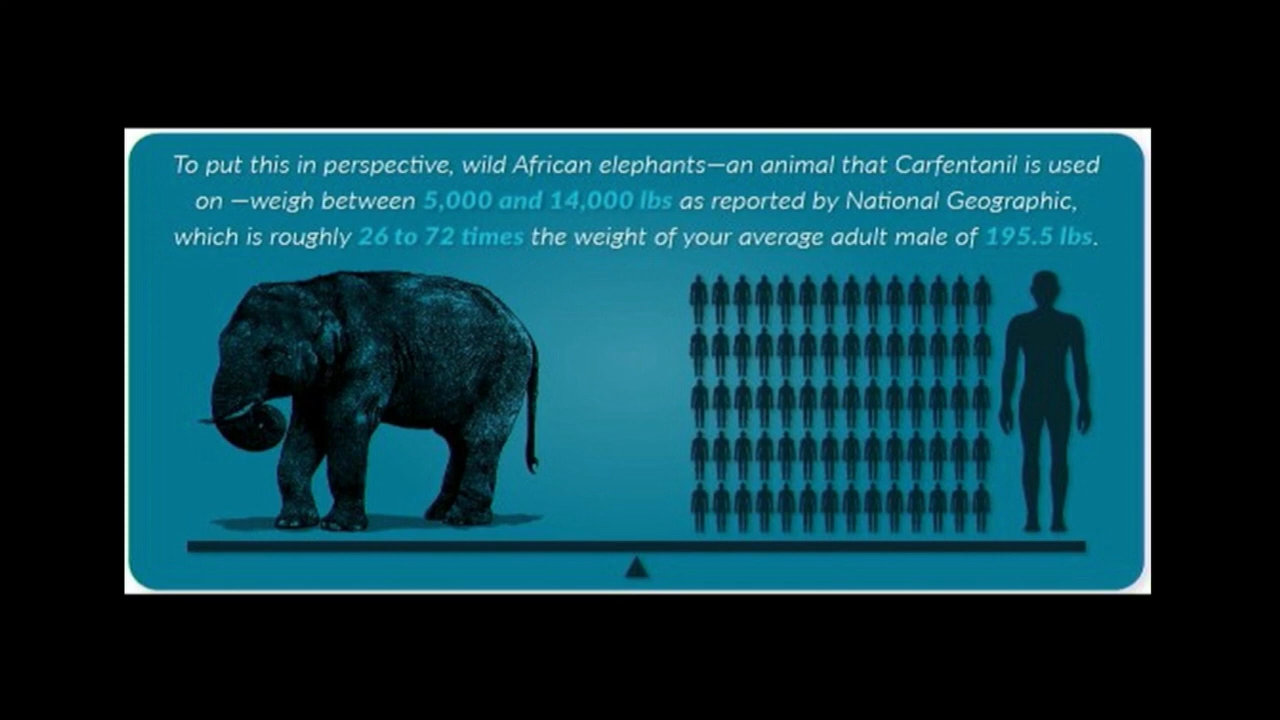 To put this in perspective, wild African elephants—an animal that Carfentanil is used
on —weigh between 5,000 and 14,000 lbs as reported by National Geographic,
which is roughly 26 to 72 times the weight of your average adult male of 195.5 lbs.